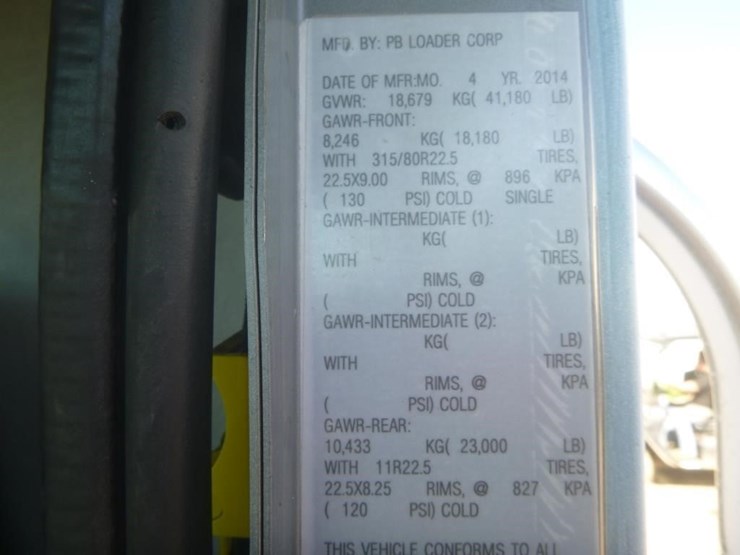 MFD. BY: PB LOADER CORP
DATE OF MFR:MO. 4 YR. 2014
GVWR: 18,679 KG( 41,180 LB)
GAWR-FRONT:
8,246 KG( 18,180 LB)
WITH 315/80R22.5 TIRES,
22.5X9.00 RIMS, @ 896 KPA
( 130 PSI) COLD SINGLE
GAWR-INTERMEDIATE (1):
KG( LB)
WITH TIRES,
RIMS, @ KPA
( PSI) COLD
GAWR-INTERMEDIATE (2):
KG( LB)
WITH TIRES,
RIMS, @ KPA
( PSI) COLD
GAWR-REAR:
10,433 KG( 23,000 LB)
WITH 11R22.5 TIRES,
22.5X8.25 RIMS, @ 827 KPA
( 120 PSI) COLD
THIS VEHICLE CONFORMS TO ALL